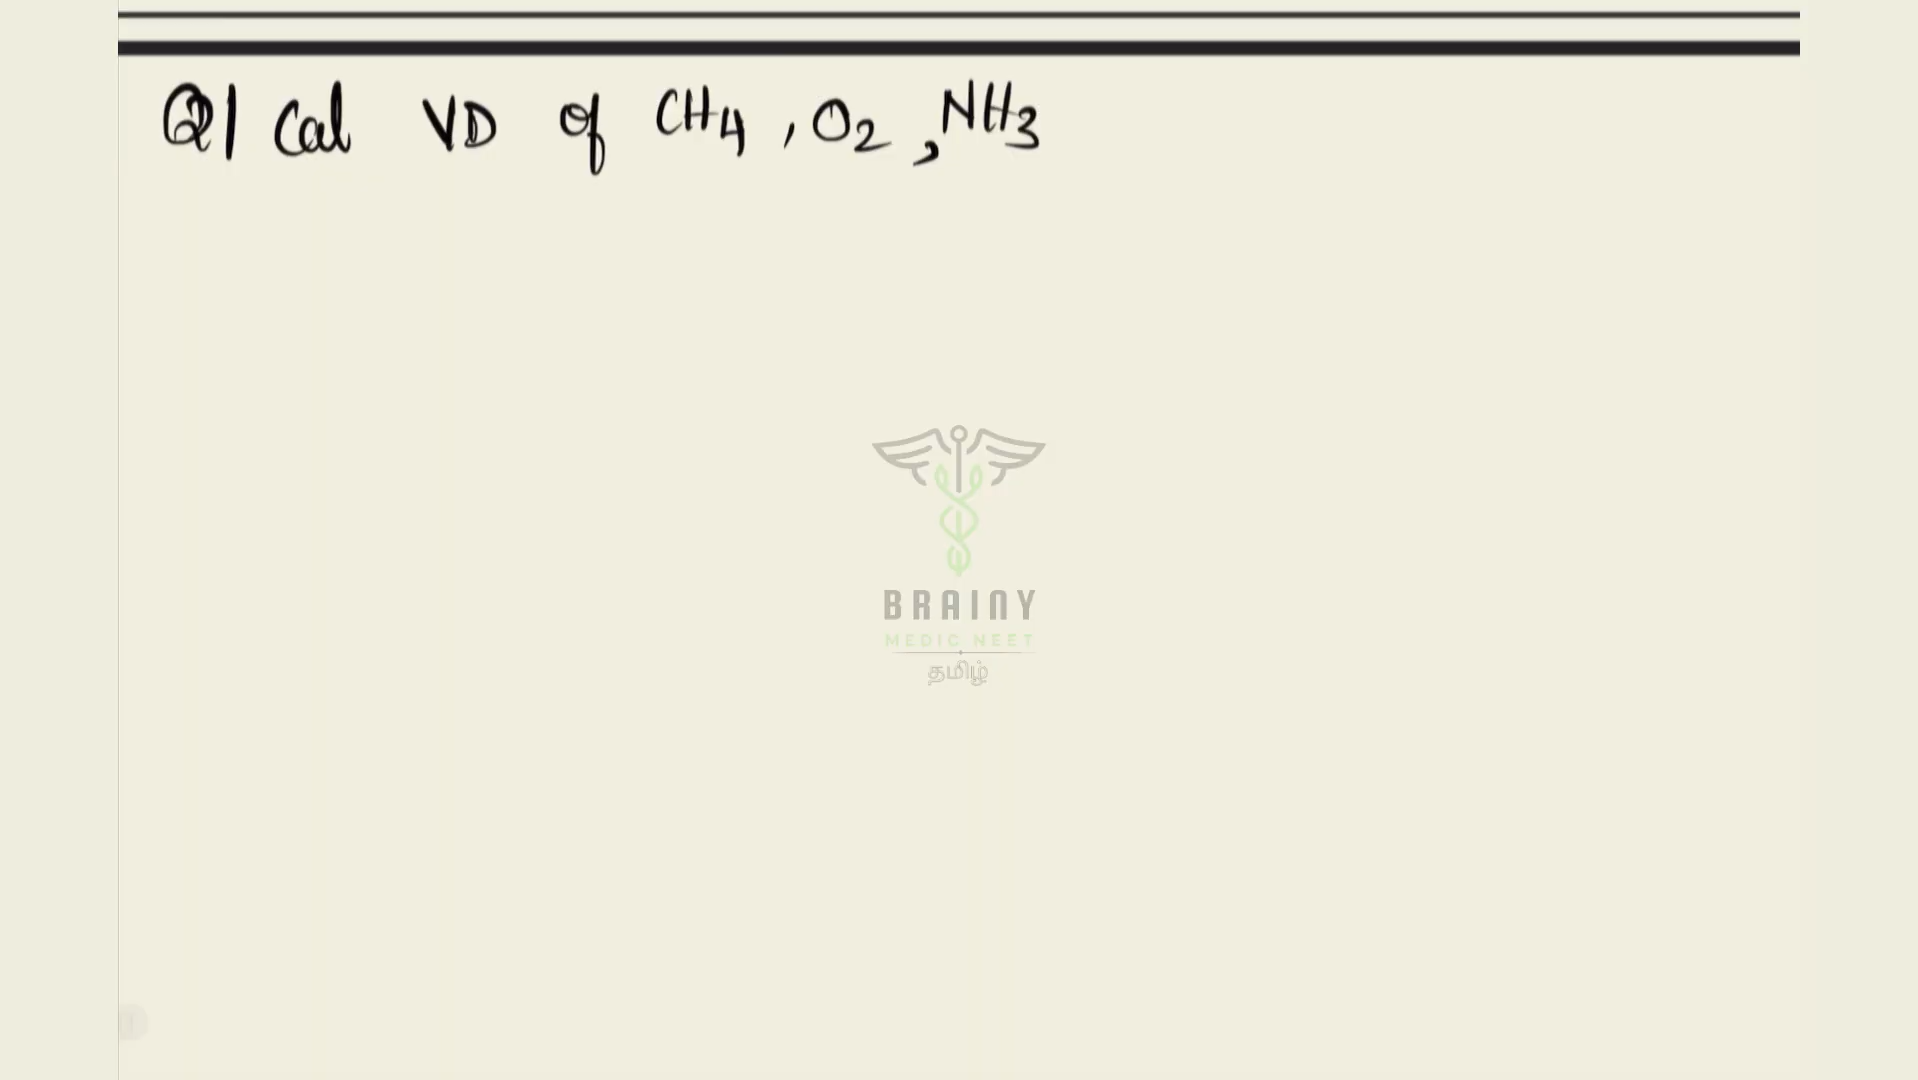 Q1 Cal VD of CH4, O2, NH3
BRAINY
MEDIC NEET
தமிழ்